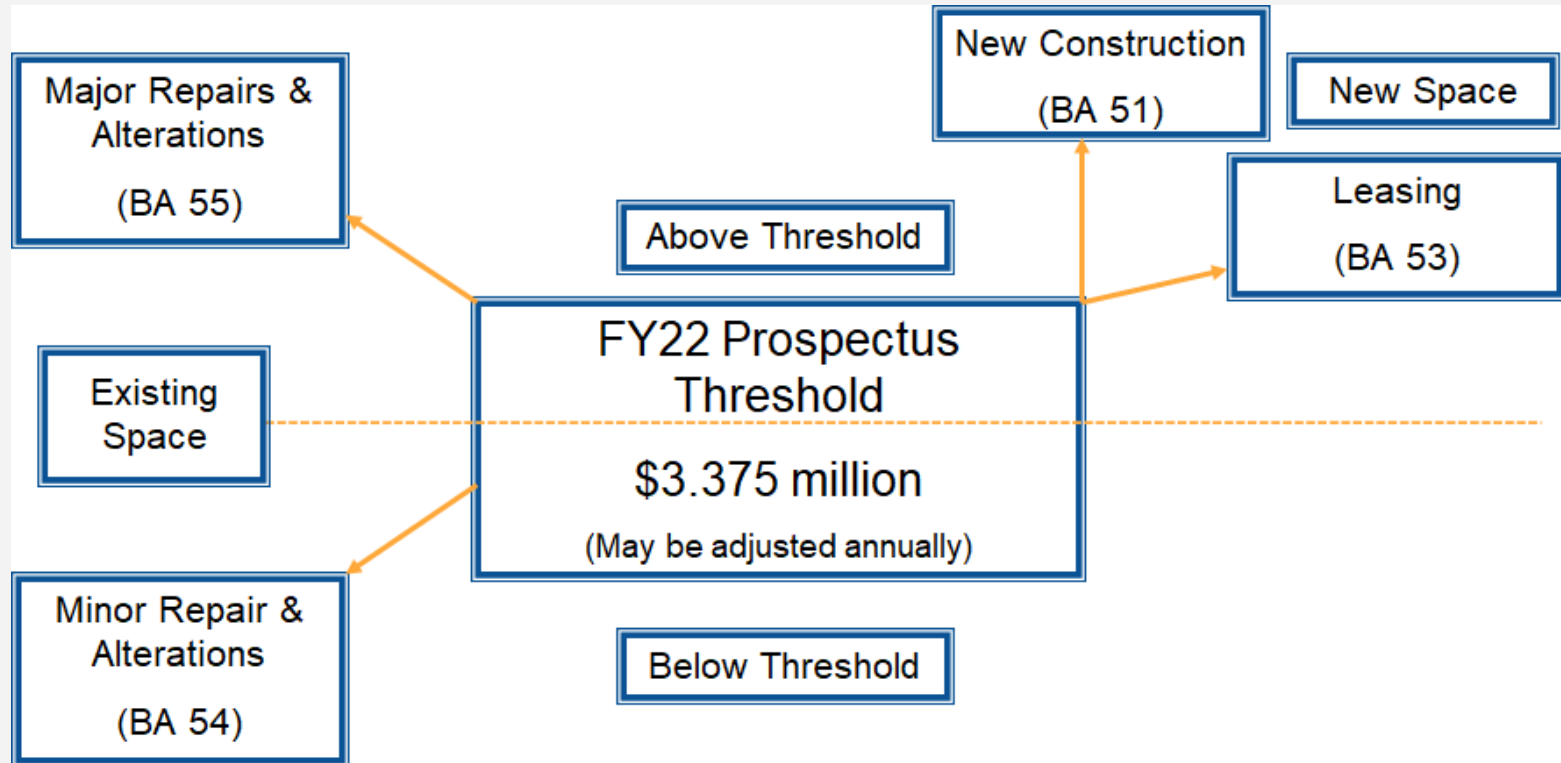 Major Repairs &
Alterations
(BA 55)
New Construction
(BA 51)
New Space
Leasing
(BA 53)
Above Threshold
FY22 Prospectus
Threshold
$3.375 million
(May be adjusted annually)
Existing
Space
Minor Repair &
Alterations
(BA 54)
Below Threshold